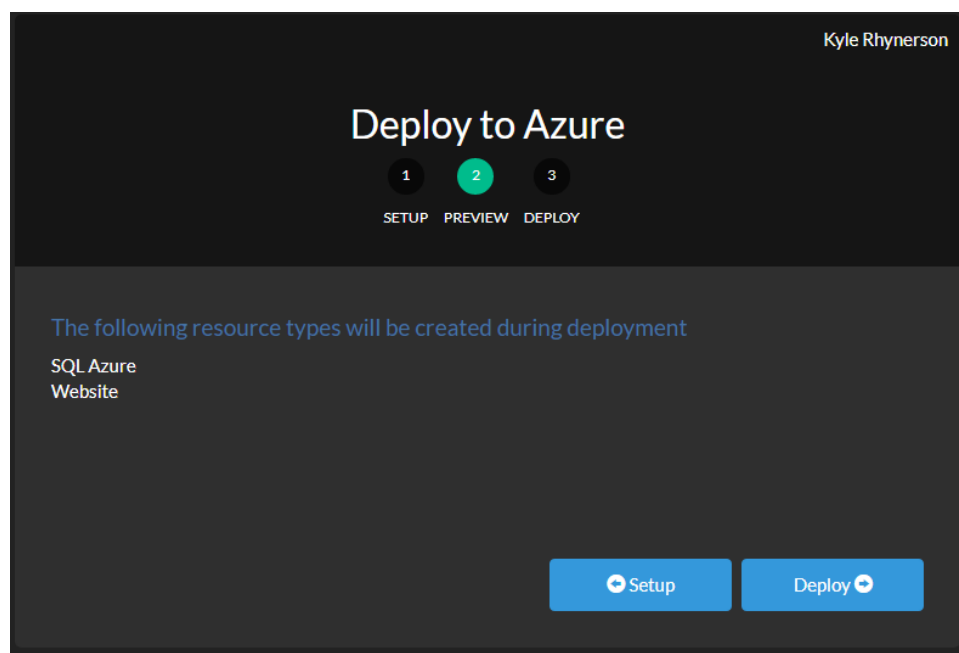 Kyle Rhynerson
Deploy to Azure
1 2 3
SETUP PREVIEW DEPLOY
The following resource types will be created during deployment
SQL Azure
Website
Setup Deploy